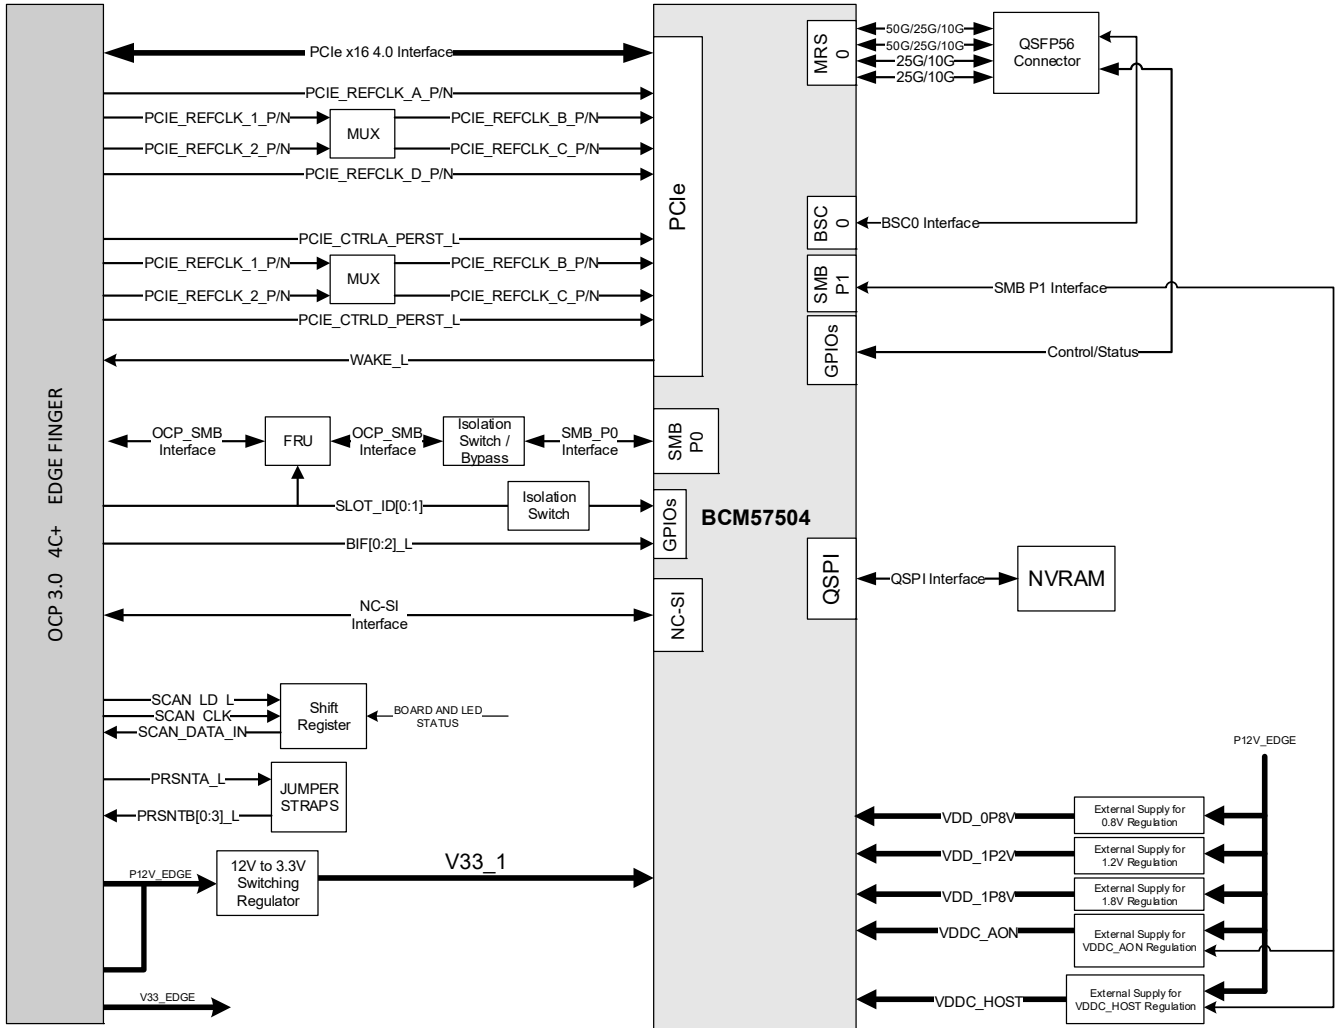 PCIe x16 4.0 Interface
PCIE_REFCLK_A_P/N
PCIE_REFCLK_1_P/N
MUX
PCIE_REFCLK_B_P/N
PCIE_REFCLK_2_P/N
PCIE_REFCLK_C_P/N
PCIE_REFCLK_D_P/N
PCIE_CTRLA_PERST_L
PCIE_REFCLK_1_P/N
MUX
PCIE_REFCLK_B_P/N
PCIE_REFCLK_2_P/N
PCIE_REFCLK_C_P/N
PCIE_CTRLD_PERST_L
WAKE_L
PCIe
OCP 3.0 4C+ EDGE FINGER
OCP_SMB
Interface
FRU
OCP_SMB
Interface
Isolation
Switch /
Bypass
SMB_P0
Interface
SMB
P0
SLOT_ID[0:1]
Isolation
Switch
GPIOs
BIF[0:2]_L
NC-SI
Interface
NC-SI
SCAN_LD_L
SCAN_CLK
SCAN_DATA_IN
Shift
Register
BOARD AND LED
STATUS
PRSNTA_L
PRSNTB[0:3]_L
JUMPER
STRAPS
P12V_EDGE
12V to 3.3V
Switching
Regulator
V33_1
V33_EDGE
BCM57504
MRS
0
50G/25G/10G
50G/25G/10G
25G/10G
25G/10G
QSFP56
Connector
BSC
0
BSC0 Interface
SMB
P1
SMB P1 Interface
GPIOs
Control/Status
QSPI
QSPI Interface
NVRAM
P12V_EDGE
VDD_0P8V
External Supply for
0.8V Regulation
VDD_1P2V
External Supply for
1.2V Regulation
VDD_1P8V
External Supply for
1.8V Regulation
VDDC_AON
External Supply for
VDDC_AON Regulation
VDDC_HOST
External Supply for
VDDC_HOST Regulation